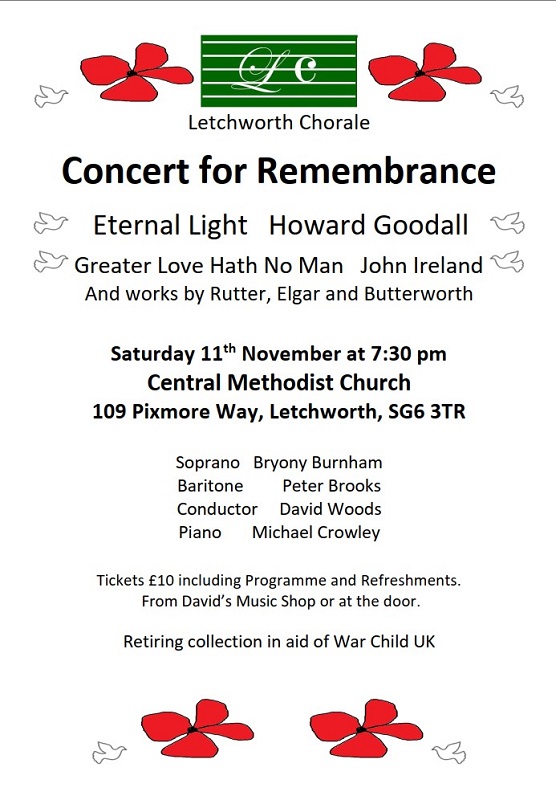 Lc
Letchworth Chorale
Concert for Remembrance
Eternal Light Howard Goodall
Greater Love Hath No Man John Ireland
And works by Rutter, Elgar and Butterworth
Saturday 11th November at 7:30 pm
Central Methodist Church
109 Pixmore Way, Letchworth, SG6 3TR
Soprano Bryony Burnham
Baritone Peter Brooks
Conductor David Woods
Piano Michael Crowley
Tickets £10 including Programme and Refreshments.
From David’s Music Shop or at the door.
Retiring collection in aid of War Child UK